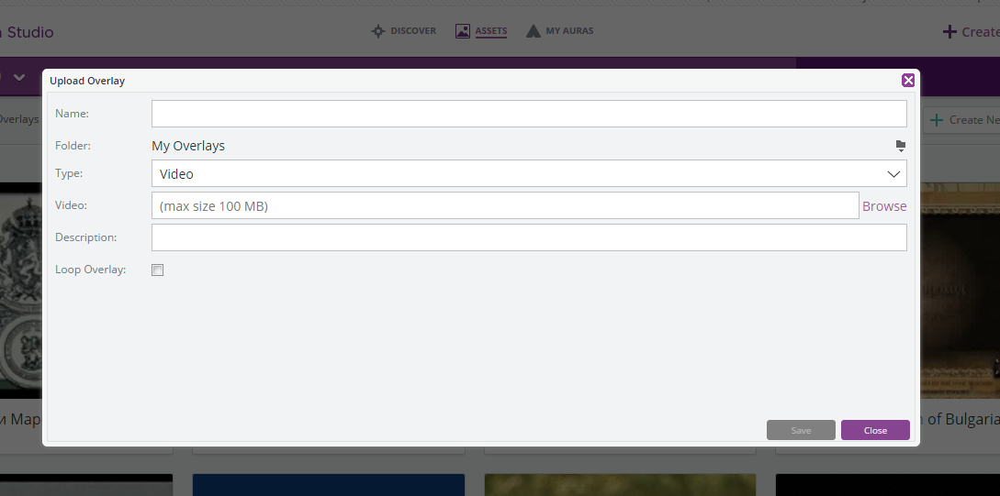 Studio
DISCOVER
ASSETS
MY AURAS
Create
Upload Overlay
Overlays
Create Ne
Name:
Folder:
My Overlays
Type:
Video
Video:
(max size 100 MB)
Browse
Description:
Loop Overlay:
и Мар
of Bulgaria
Save
Close